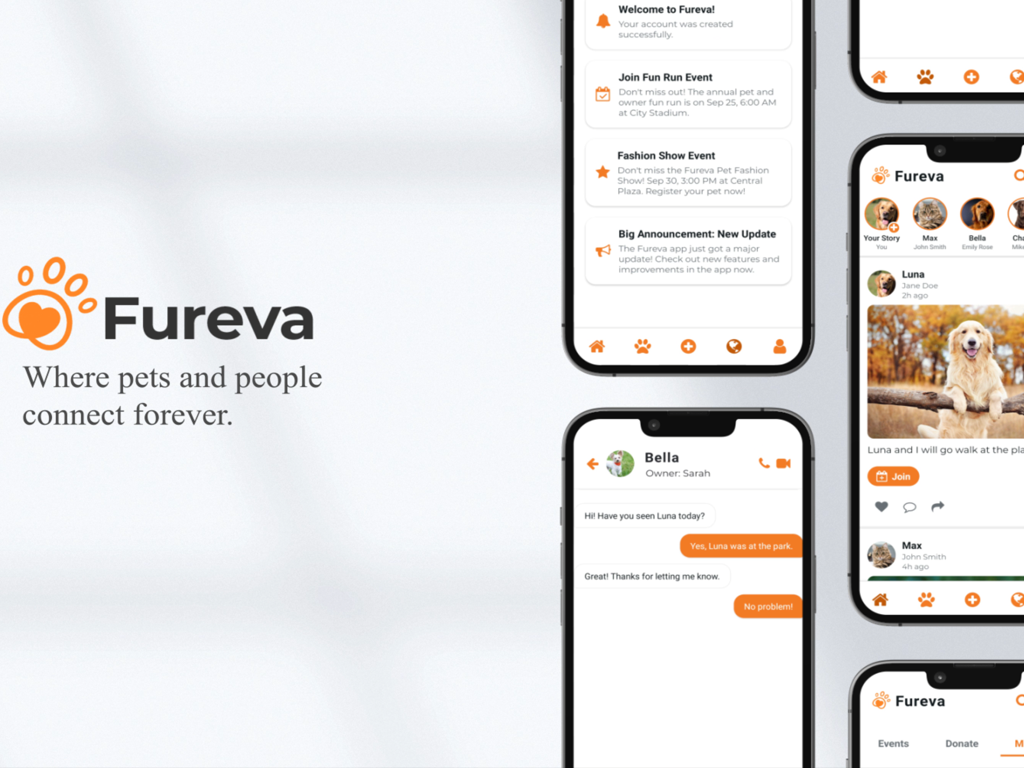 Fureva
Where pets and people
connect forever.
Welcome to Fureva!
Your account was created
successfully.
Join Fun Run Event
Don't miss out! The annual pet and
owner fun run is on Sep 25, 6:00 AM
at City Stadium.
Fashion Show Event
Don't miss the Fureva Pet Fashion
Show! Sep 30, 3:00 PM at Central
Plaza. Register your pet now!
Big Announcement: New Update
The Fureva app just got a major
update! Check out new features and
improvements in the app now.
Bella
Owner: Sarah
Hi! Have you seen Luna today?
Yes, Luna was at the park.
Great! Thanks for letting me know.
No problem!
Fureva
Your Story
You
Max
John Smith
Bella
Emily Rose
Luna
Jane Doe
2h ago
Luna and I will go walk at the
Join
Max
John Smith
4h ago
Fureva
Events
Donate